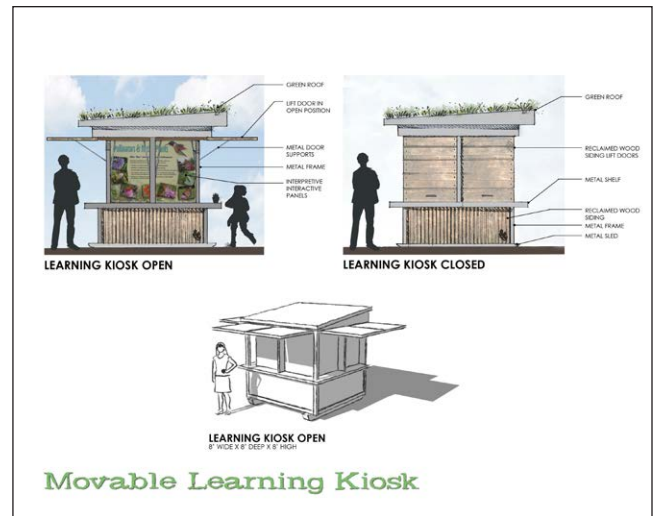 GREEN ROOF
LIFT DOOR IN
OPEN POSITION
METAL DOOR
SUPPORTS
METAL FRAME
INTERPRETIVE
INTERACTIVE
PANELS
LEARNING KIOSK OPEN
GREEN ROOF
RECLAIMED WOOD
SIDING LIFT DOORS
METAL SHELF
RECLAIMED WOOD
SIDING
METAL FRAME
METAL SLED
LEARNING KIOSK CLOSED
LEARNING KIOSK OPEN
8' WIDE X 8' DEEP X 8' HIGH
Movable Learning Kiosk